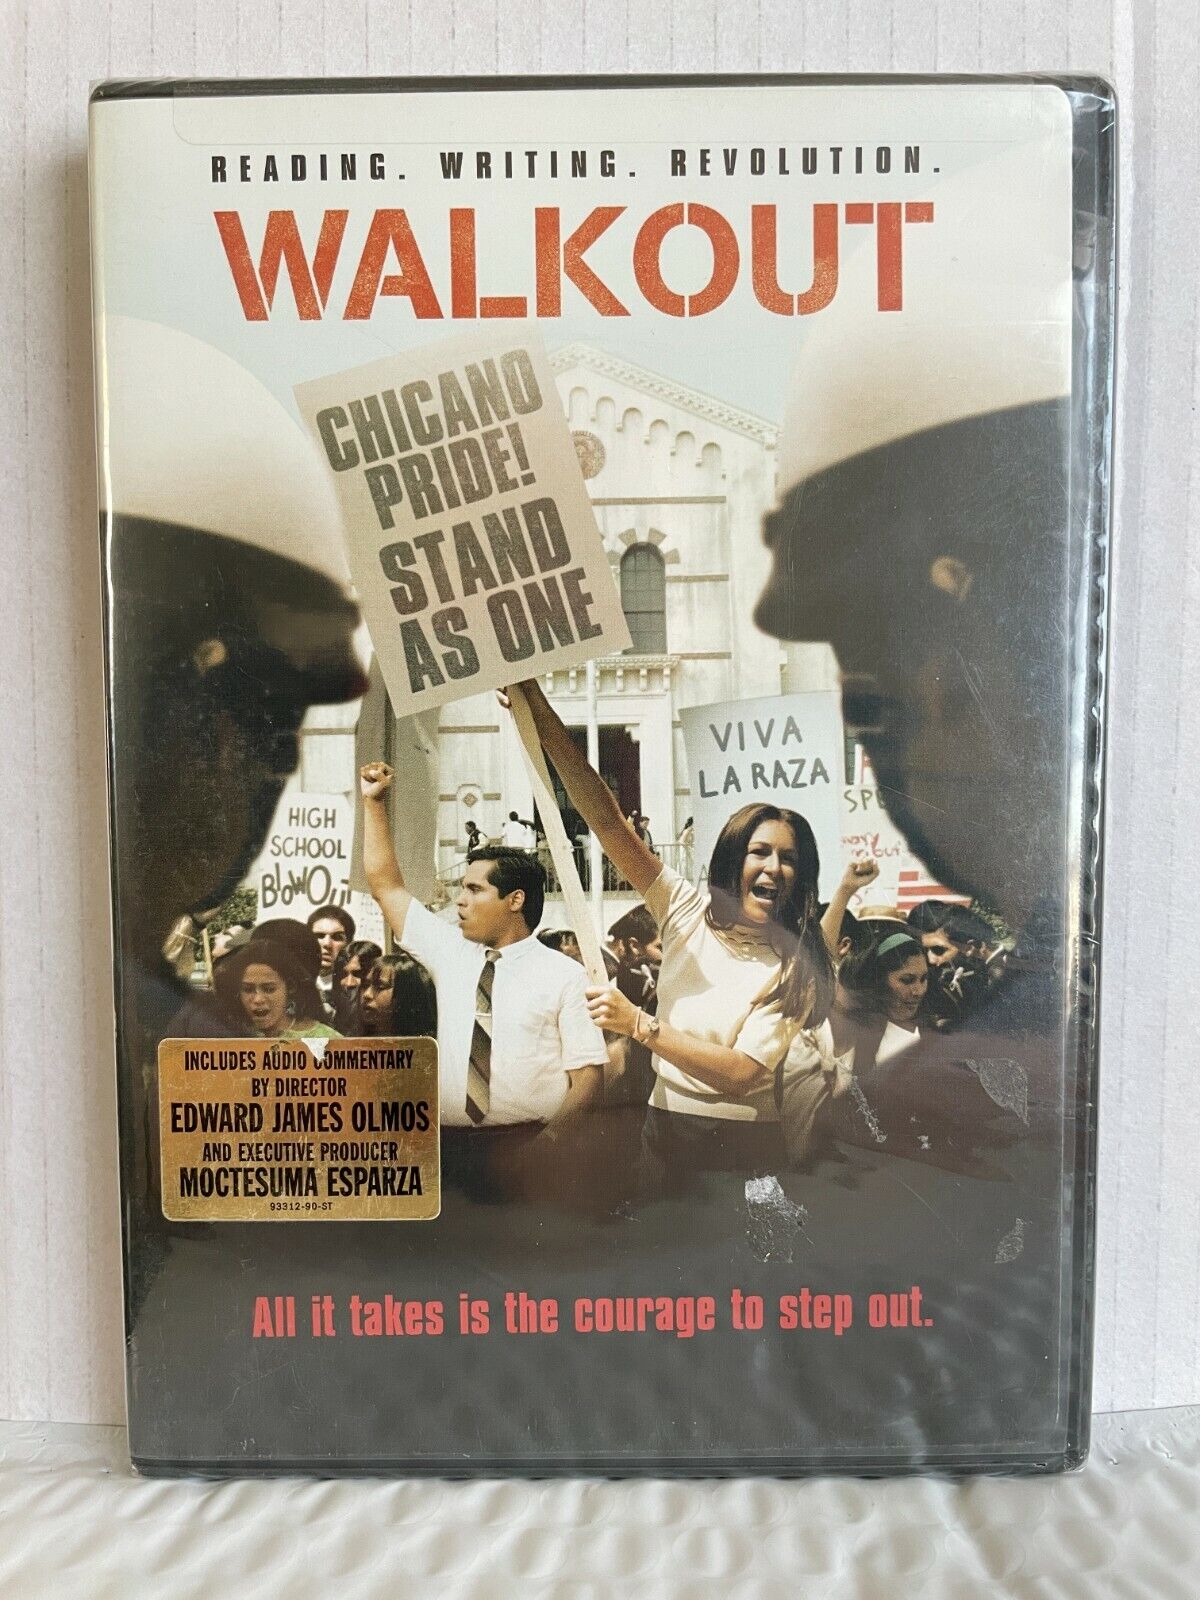 READING. WRITING. REVOLUTION.
WALKOUT
CHICANO
PRIDE!
STAND
AS ONE
VIVA
LA RAZA
HIGH
SCHOOL
BlowOut
INCLUDES AUDIO COMMENTARY
BY DIRECTOR
EDWARD JAMES OLMOS
AND EXECUTIVE PRODUCER
MOCTESUMA ESPARZA
93312-90-ST
All it takes is the courage to step out.